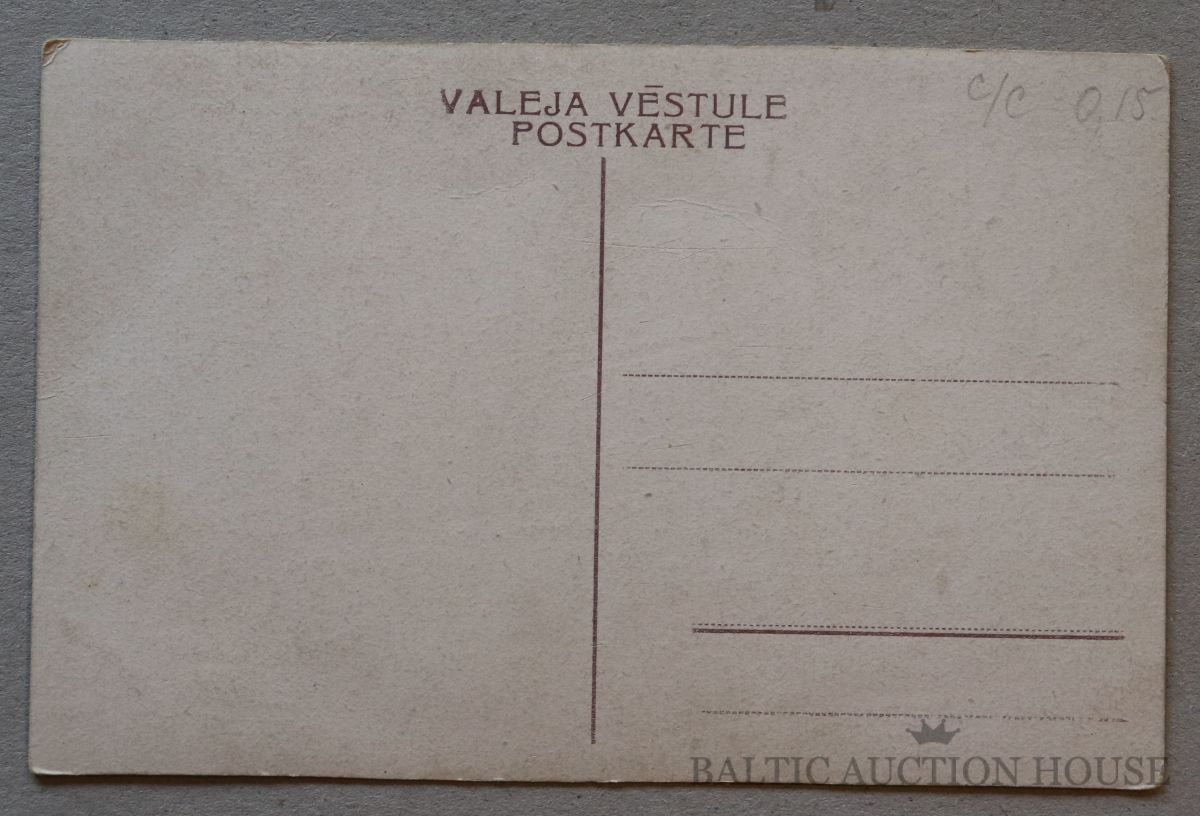 VALEJA VĒSTULE
POSTKARTE
c/c 0,15
BALTIC AUCTION HOUSE